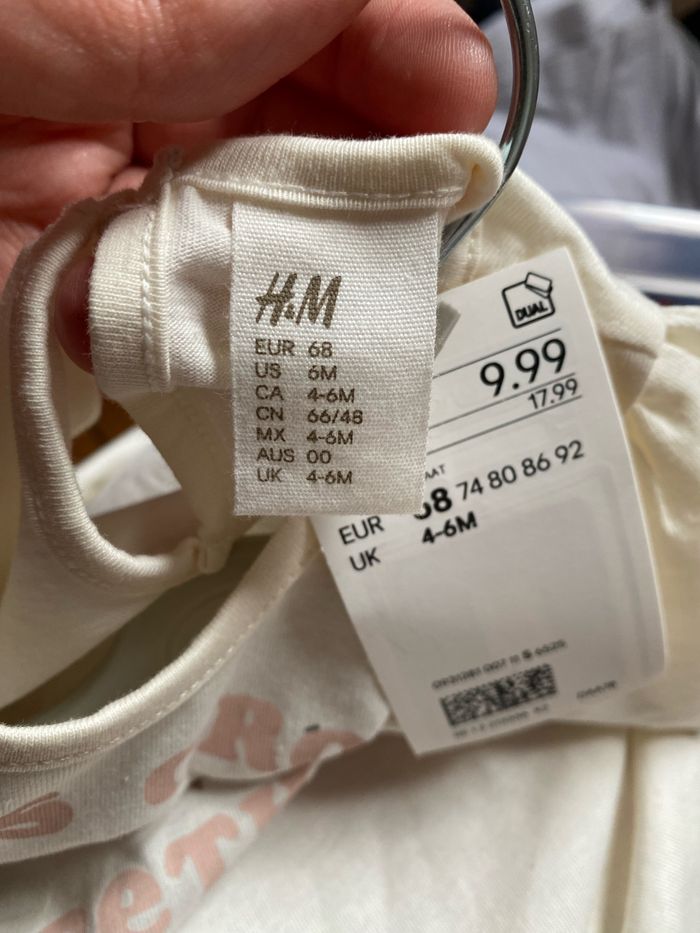 H&M
EUR 68
US 6M
CA 4-6M
CN 66/48
MX 4-6M
AUS 00
UK 4-6M
DUAL
9.99
17.99
68 74 80 86 92
EUR
4-6M
UK